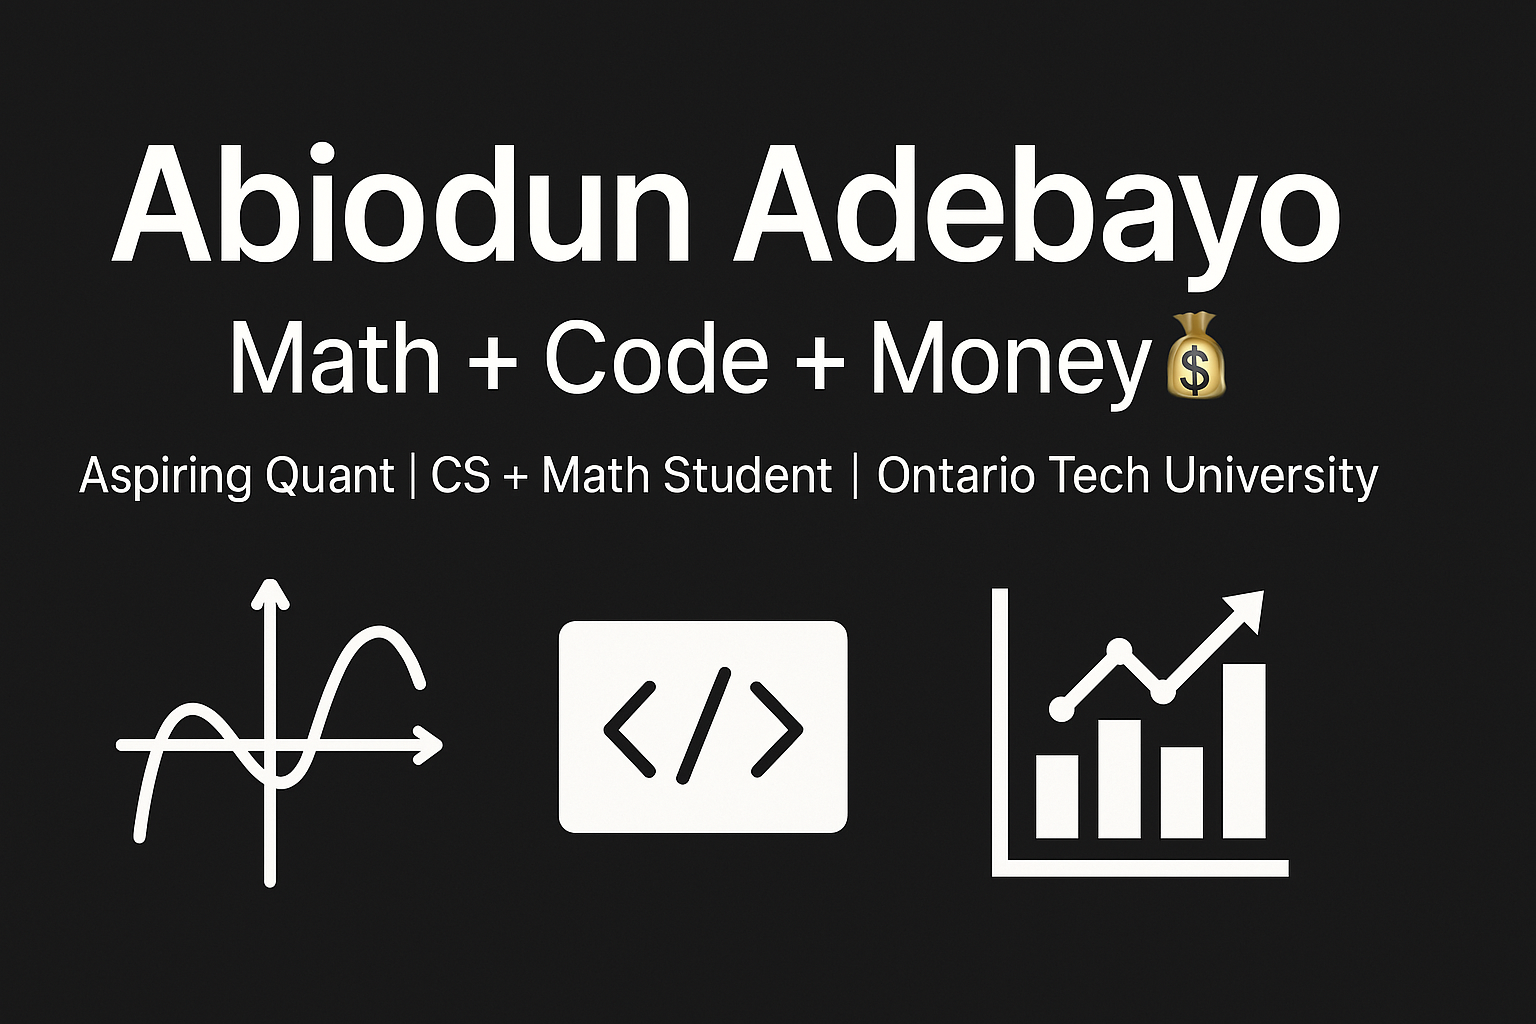 Abiodun Adebayo
Math + Code + Money💰
Aspiring Quant | CS + Math Student | Ontario Tech University
</>